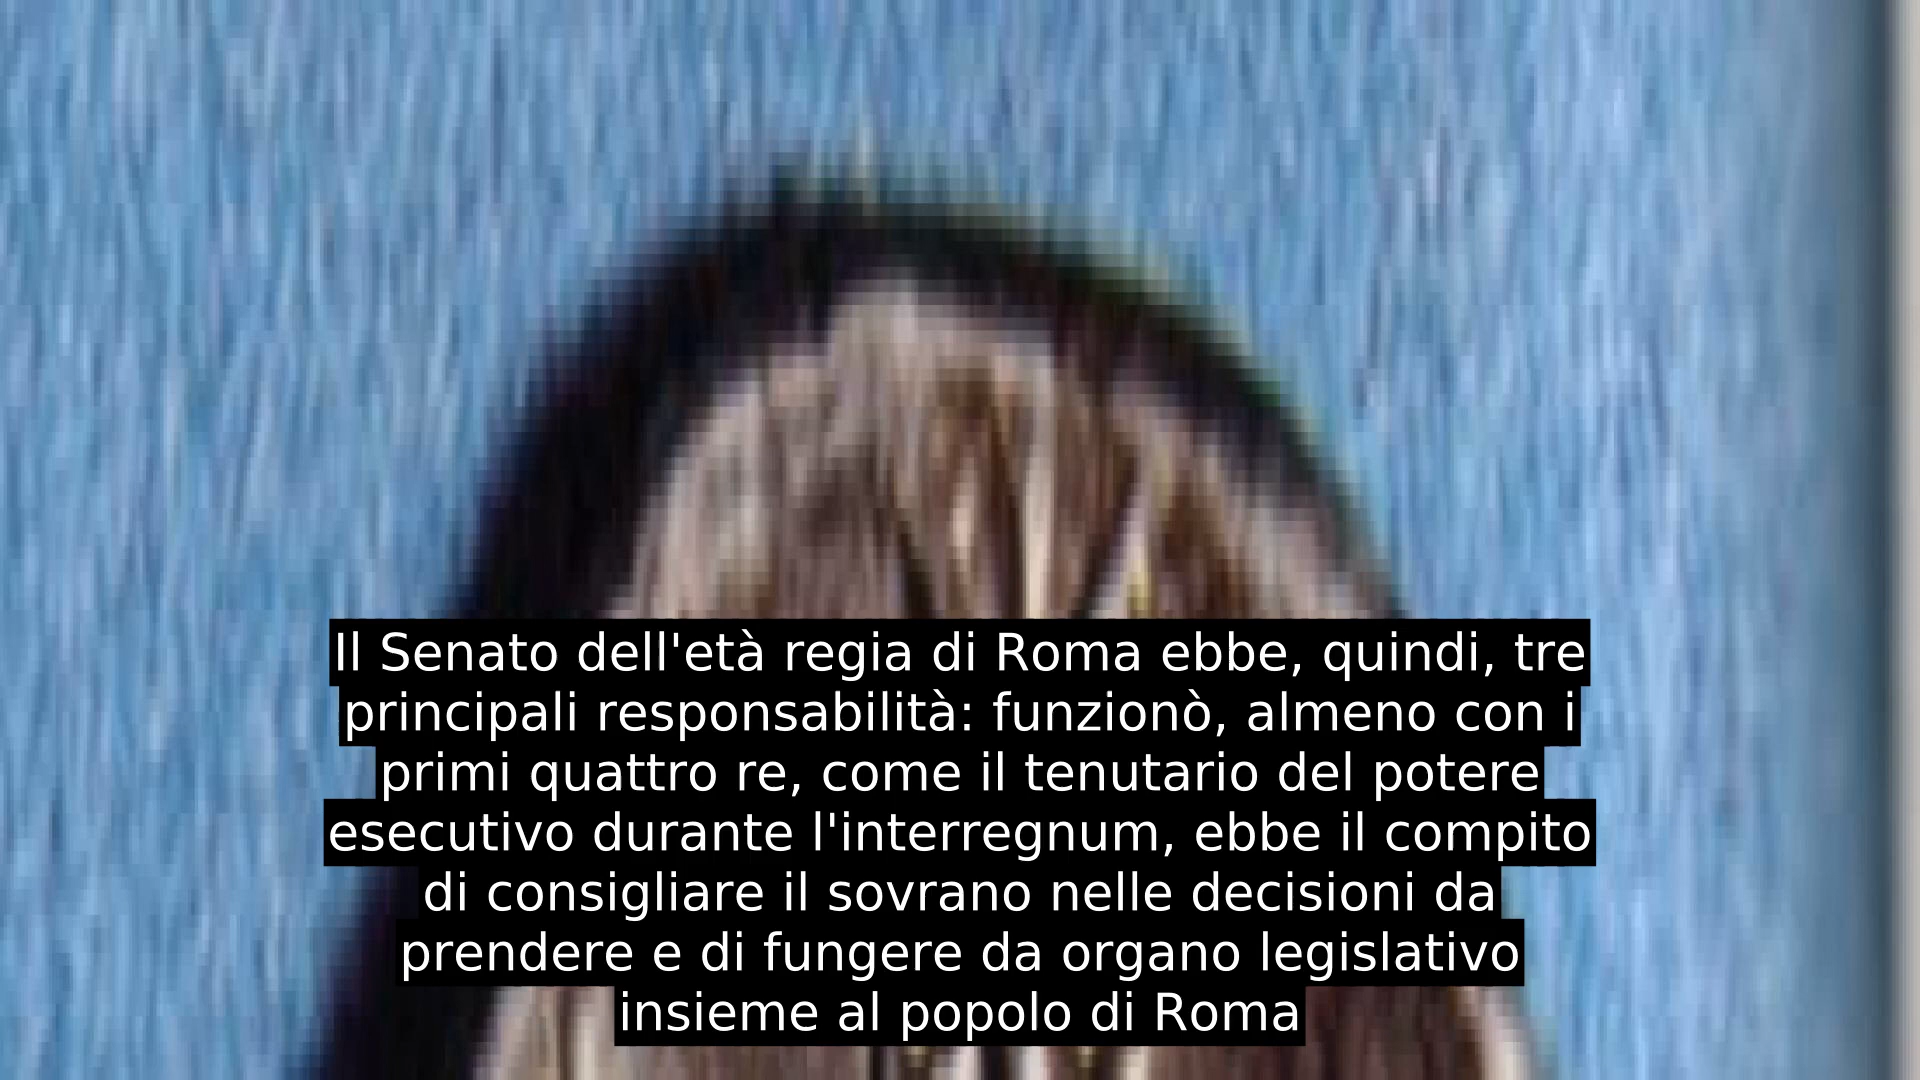 Il Senato dell'età regia di Roma ebbe, quindi, tre
principali responsabilità: funzionò, almeno con i
primi quattro re, come il tenutario del potere
esecutivo durante l'interregnum, ebbe il compito
di consigliare il sovrano nelle decisioni da
prendere e di fungere da organo legislativo
insieme al popolo di Roma